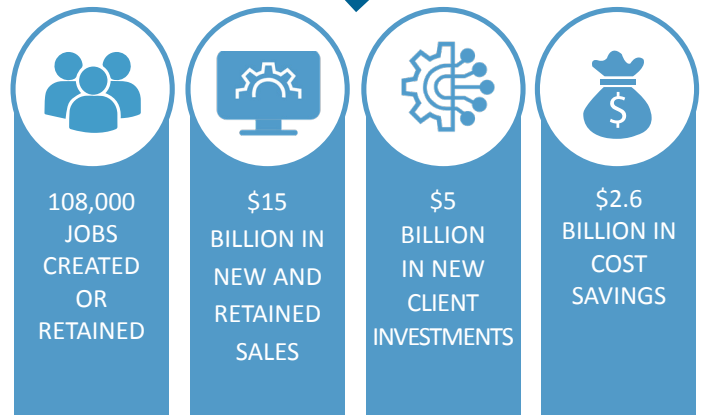 108,000
JOBS
CREATED
OR
RETAINED
$15
BILLION IN
NEW AND
RETAINED
SALES
$5
BILLION
IN NEW
CLIENT
INVESTMENTS
$
$2.6
BILLION IN
COST
SAVINGS